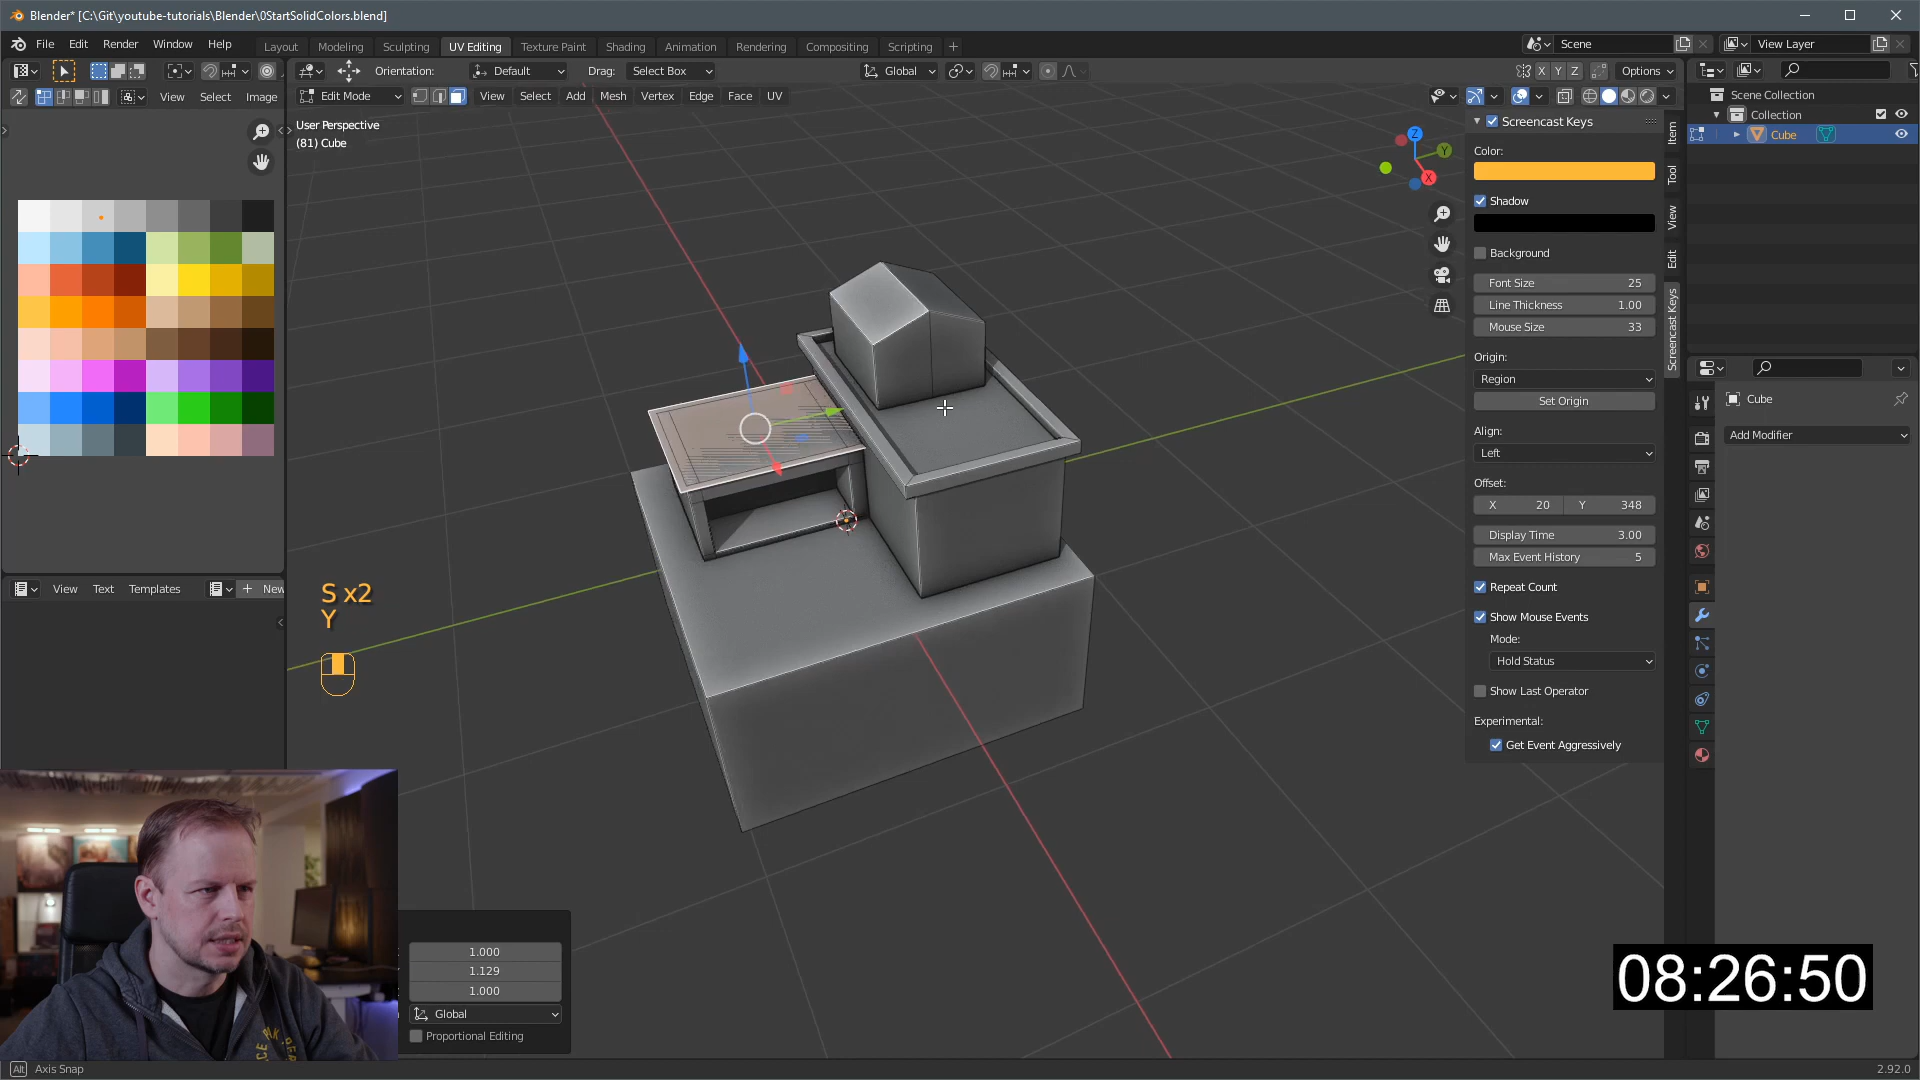 Blender* [C:\Git\youtube-tutorials\Blender\0StartSolidColors.blend]
File Edit Render Window Help Layout Modeling Sculpting UV Editing Texture Paint Shading Animation Rendering Compositing Scripting + Scene View Layer
Orientation: Default Drag: Select Box Global X Y Z Options
View Select Image Edit Mode View Select Add Mesh Vertex Edge Face UV
User Perspective
(81) Cube
Z
Y
X
Screencast Keys
Color:
Shadow
Background
Font Size 25
Line Thickness 1.00
Mouse Size 33
Origin:
Region
Set Origin
Align:
Left
Offset:
X 20 Y 348
Display Time 3.00
Max Event History 5
Repeat Count
Show Mouse Events
Mode:
Hold Status
Show Last Operator
Experimental:
Get Event Aggressively
Item
Tool
View
Edit
Screencast Keys
Scene Collection
Collection
Cube
Cube
Add Modifier
View Text Templates + New
S x2
Y
1.000
1.129
1.000
Global
Proportional Editing
08:26:50
Alt Axis Snap
2.92.0